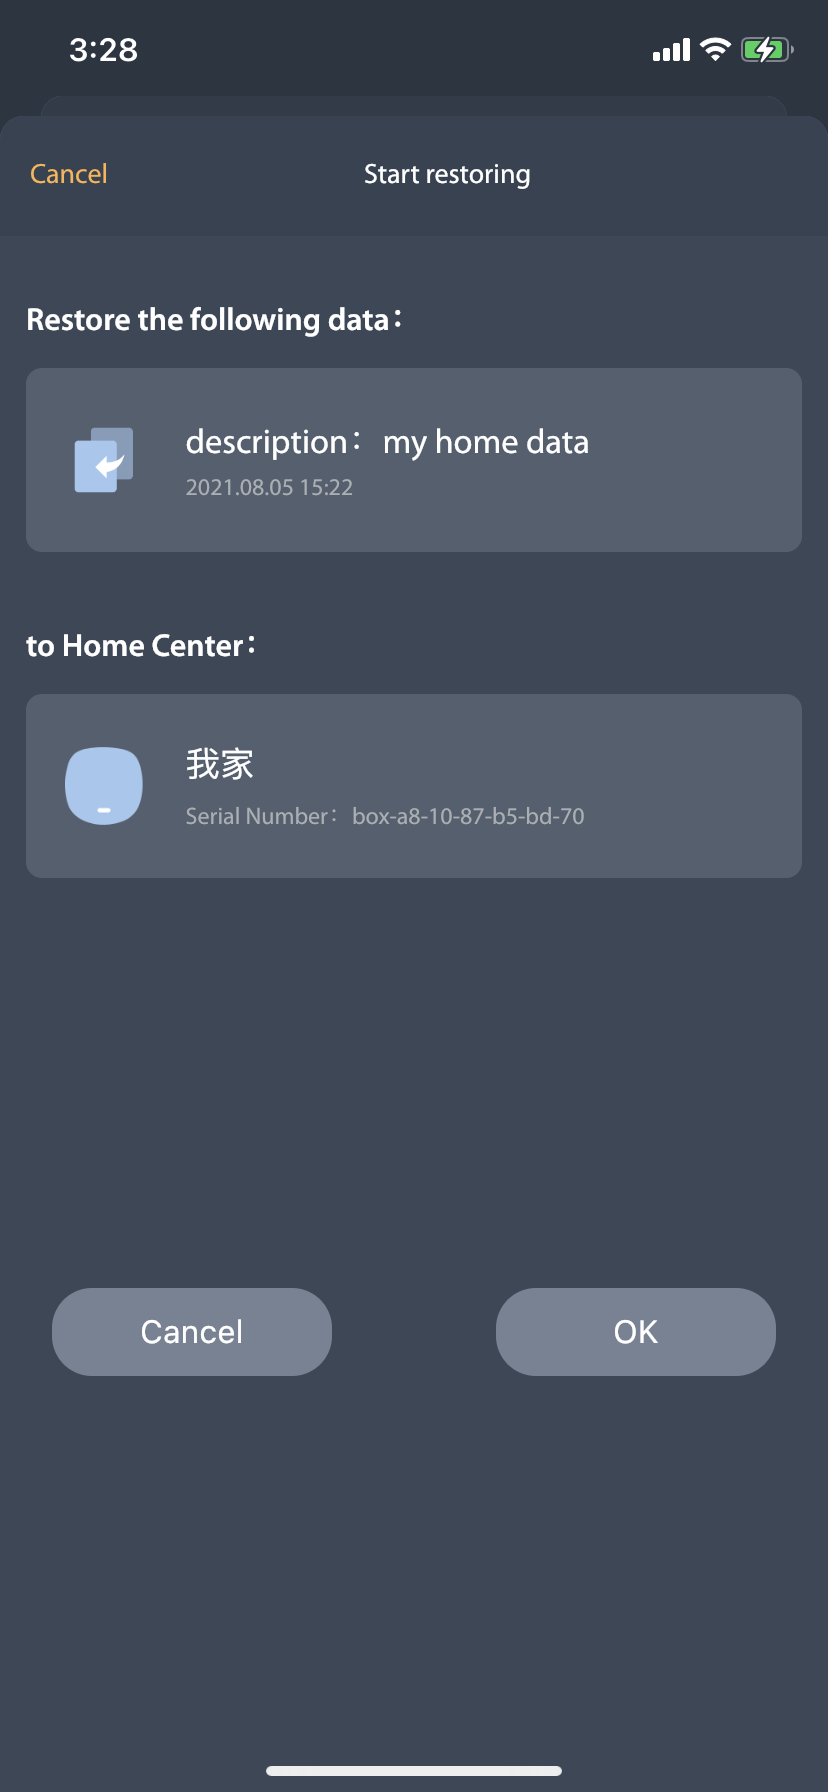 3:28
Cancel
Start restoring
Restore the following data：
description： my home data
2021.08.05 15:22
to Home Center：
我家
Serial Number： box-a8-10-87-b5-bd-70
Cancel
OK